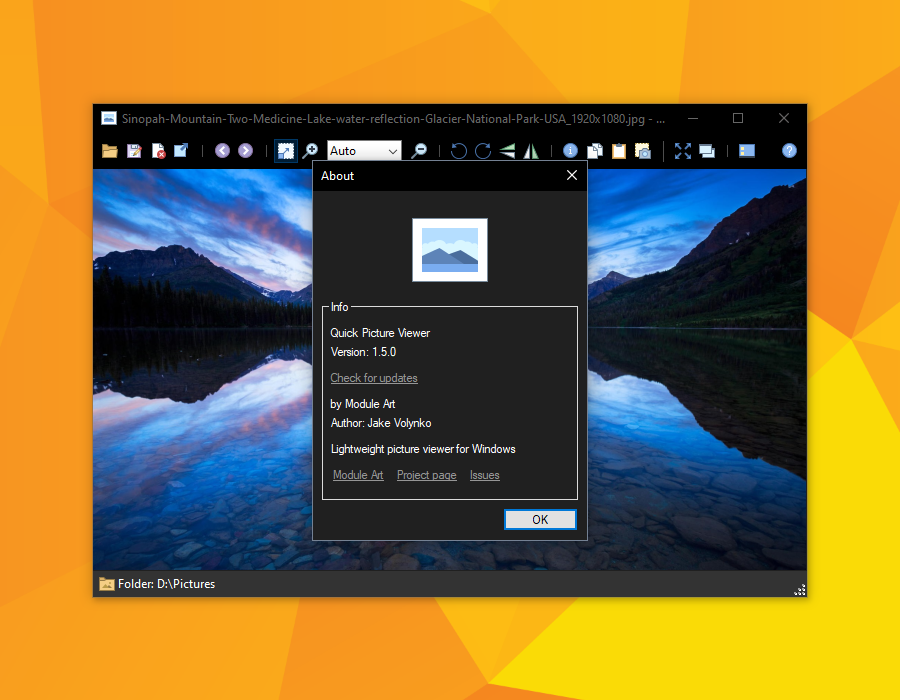 Sinopah-Mountain-Two-Medicine-Lake-water-reflection-Glacier-National-Park-USA_1920x1080.jpg - ...
Auto
About
Info
Quick Picture Viewer
Version: 1.5.0
Check for updates
by Module Art
Author: Jake Volynko
Lightweight picture viewer for Windows
Module Art Project page Issues
OK
Folder: D:\Pictures